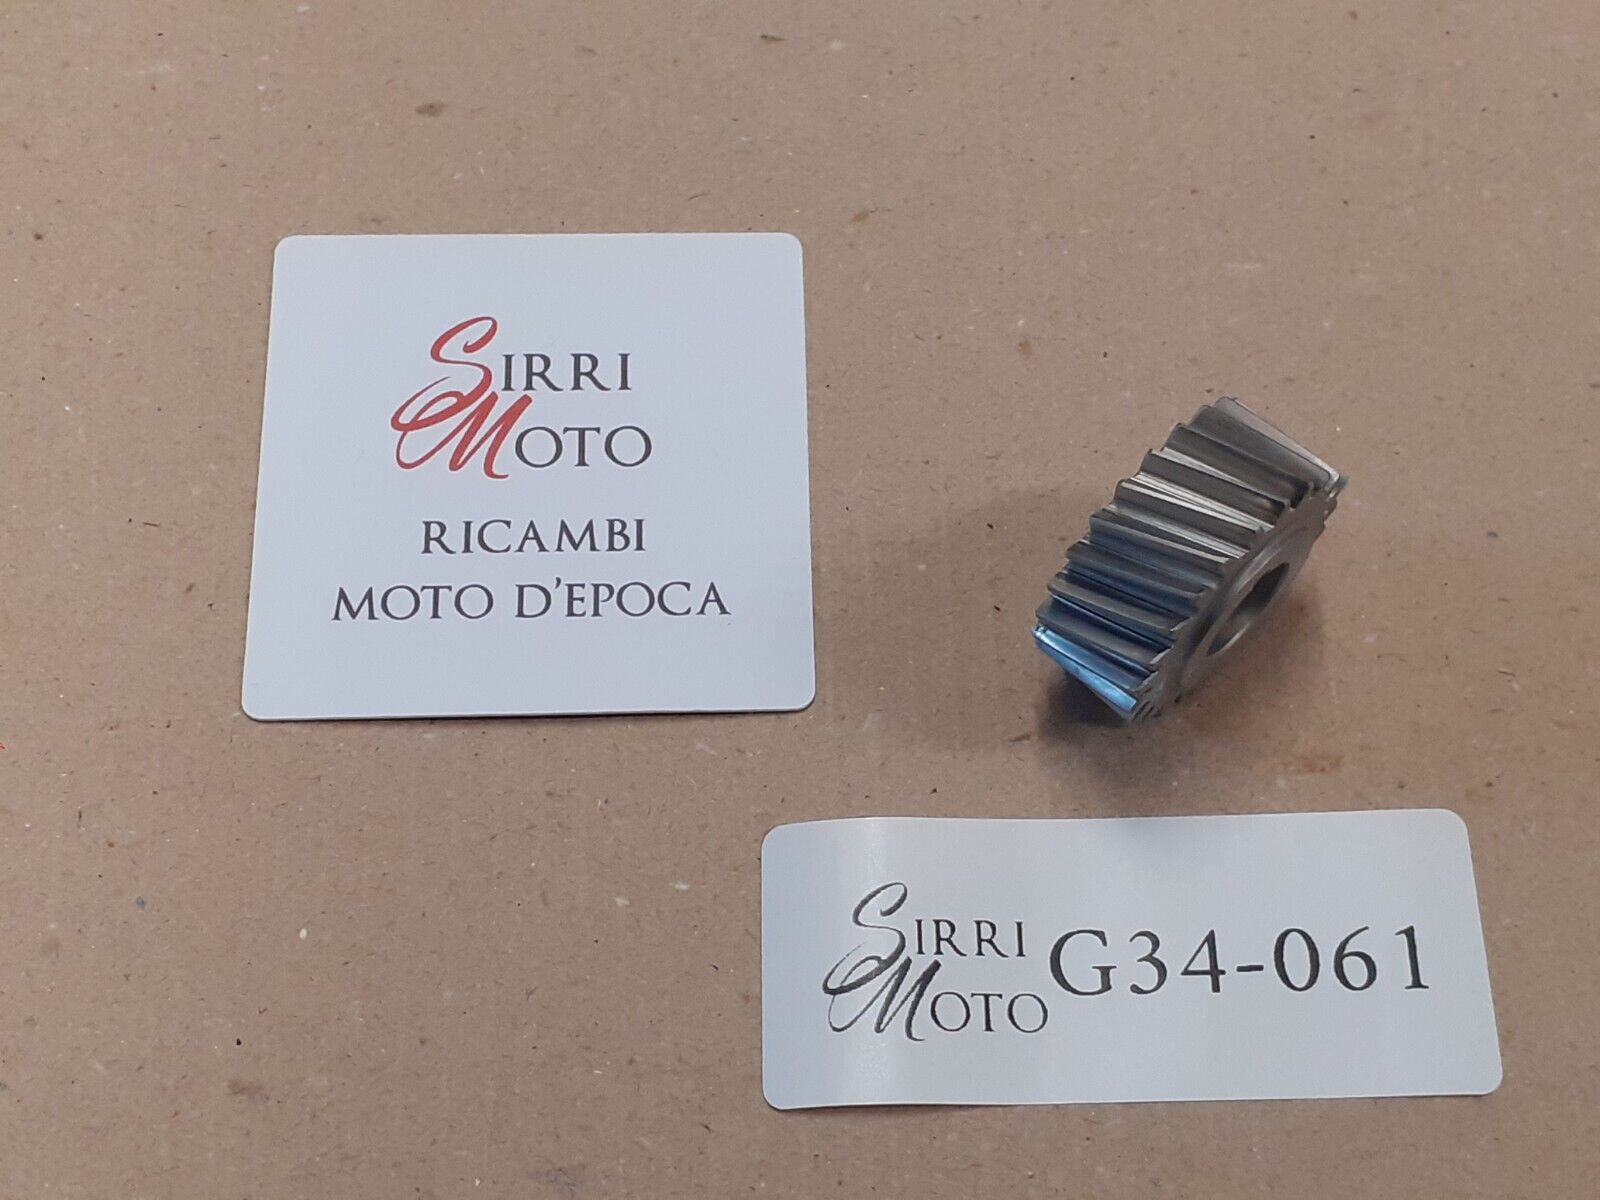 SIRRI
MOTO
RICAMBI
MOTO D'EPOCA
SIRRI
MOTO
G34-061